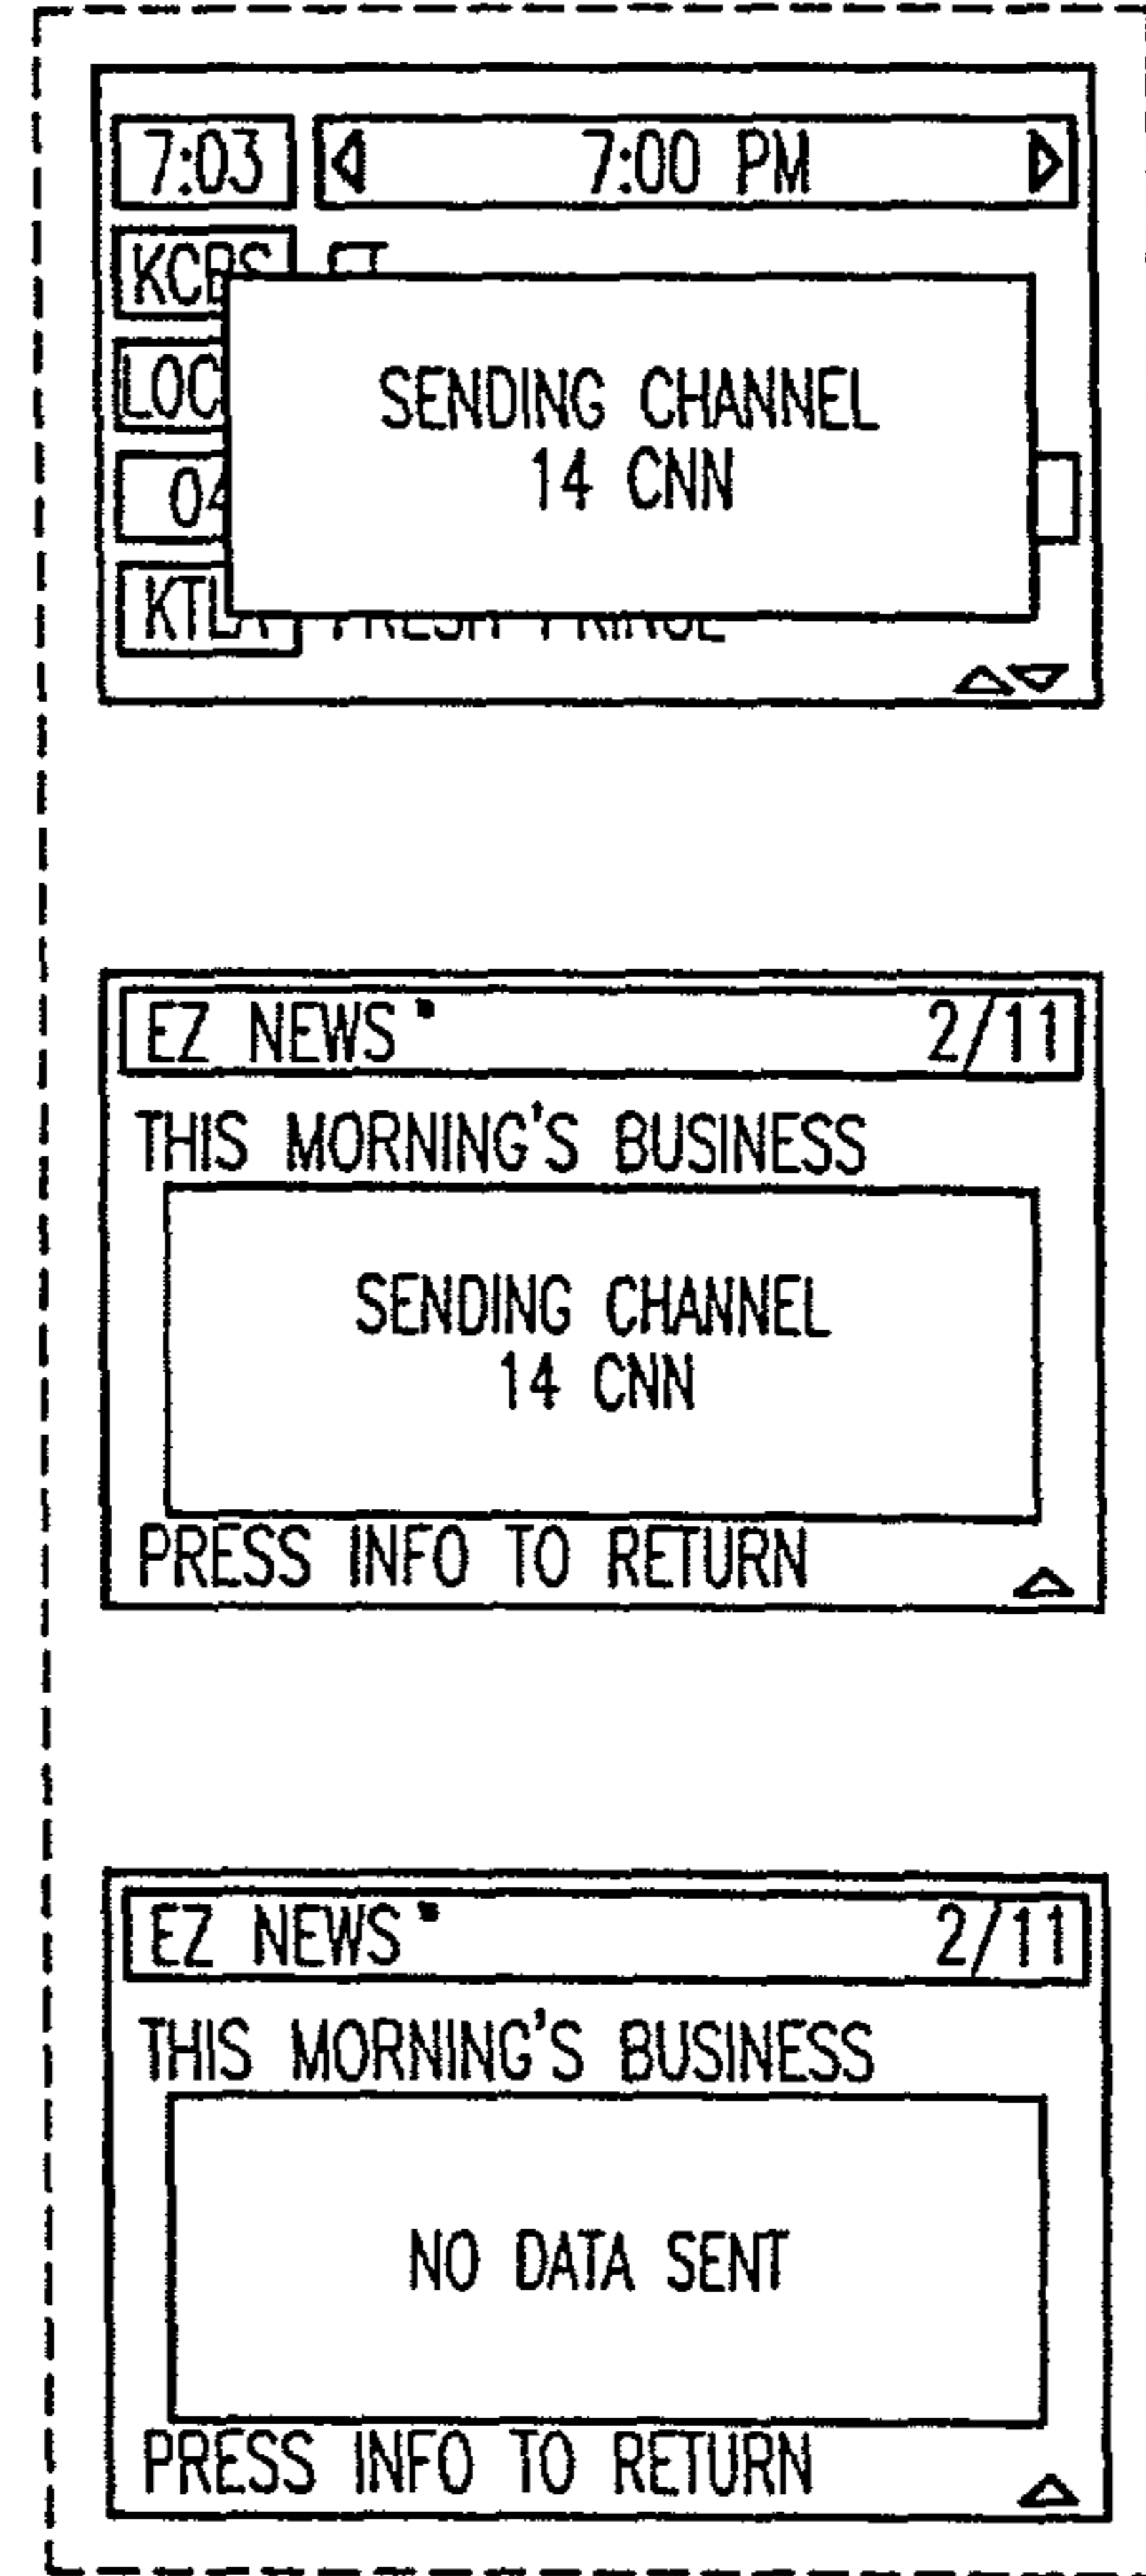 7:03 7:00 PM
LOC
SENDING CHANNEL
14 CNN
04
EZ NEWS 2/11
THIS MORNING'S BUSINESS
SENDING CHANNEL
14 CNN
PRESS INFO TO RETURN
EZ NEWS 2/11
THIS MORNING'S BUSINESS
NO DATA SENT
PRESS INFO TO RETURN